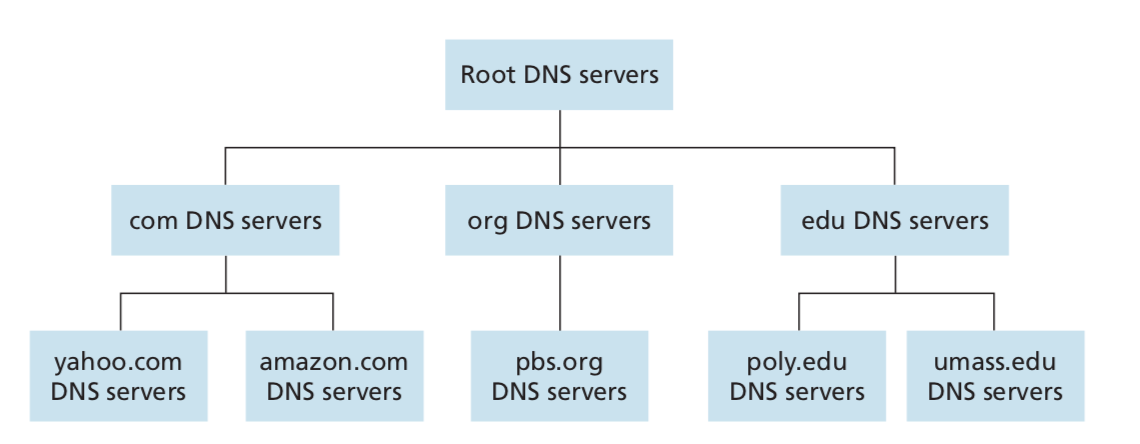 Root DNS servers
com DNS servers
org DNS servers
edu DNS servers
yahoo.com
DNS servers
amazon.com
DNS servers
pbs.org
DNS servers
poly.edu
DNS servers
umass.edu
DNS servers